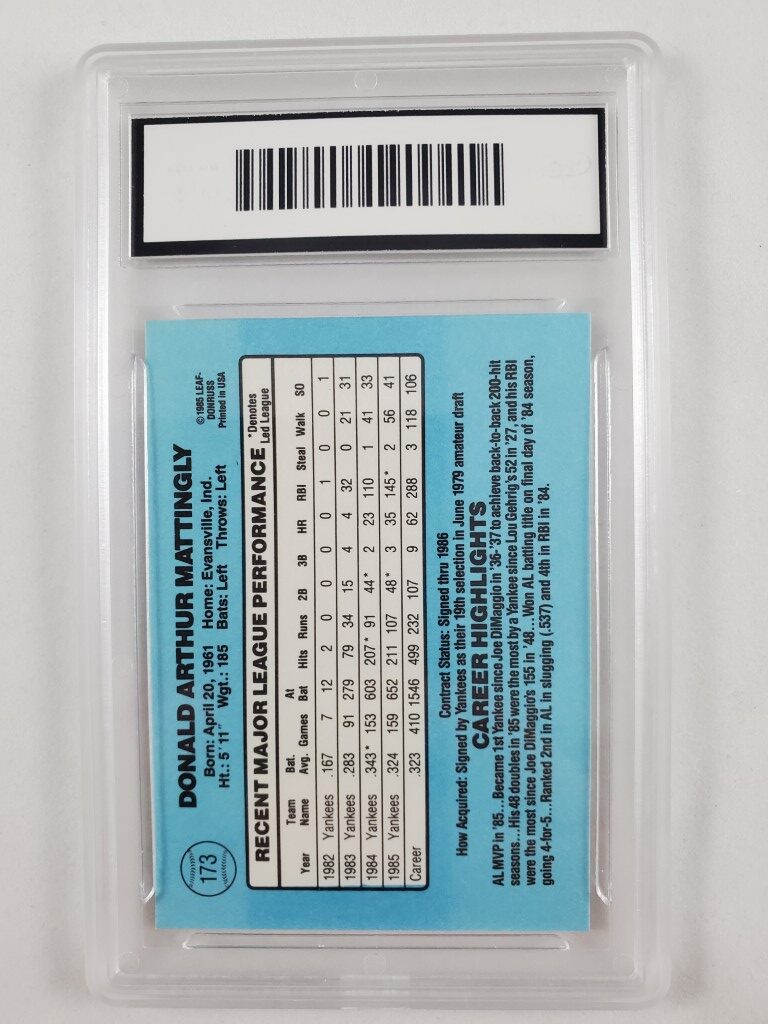 173
DONALD ARTHUR MATTINGLY
Born: April 20, 1961 Home: Evansville, Ind.
Ht.: 5'11" Wgt.: 185 Bats: Left Throws: Left
© 1985 LEAF-
DONRUSS
Printed in USA
RECENT MAJOR LEAGUE PERFORMANCE
*Denotes
Led League
Year Team Name Bat. Avg. Games At Bat Hits Runs 2B 3B HR RBI Steal Walk SO
1982 Yankees .167 7 12 2 0 0 0 0 1 0 0 1
1983 Yankees .283 91 279 79 34 15 4 4 32 0 21 31
1984 Yankees .343* 153 603 207* 91 44* 2 23 110 1 41 33
1985 Yankees .324 159 652 211 107 48* 3 35 145* 2 56 41
Career .323 410 1546 499 232 107 9 62 288 3 118 106
Contract Status: Signed thru 1986
How Acquired: Signed by Yankees as their 19th selection in June 1979 amateur draft
CAREER HIGHLIGHTS
AL MVP in '85...Became 1st Yankee since Joe DiMaggio in '36-'37 to achieve back-to-back 200-hit
seasons...His 48 doubles in '85 were the most by a Yankee since Lou Gehrig's 52 in '27, and his RBI
were the most since Joe DiMaggio's 155 in '48...Won AL batting title on final day of '84 season,
going 4-for-5...Ranked 2nd in AL in slugging (.537) and 4th in RBI in '84.